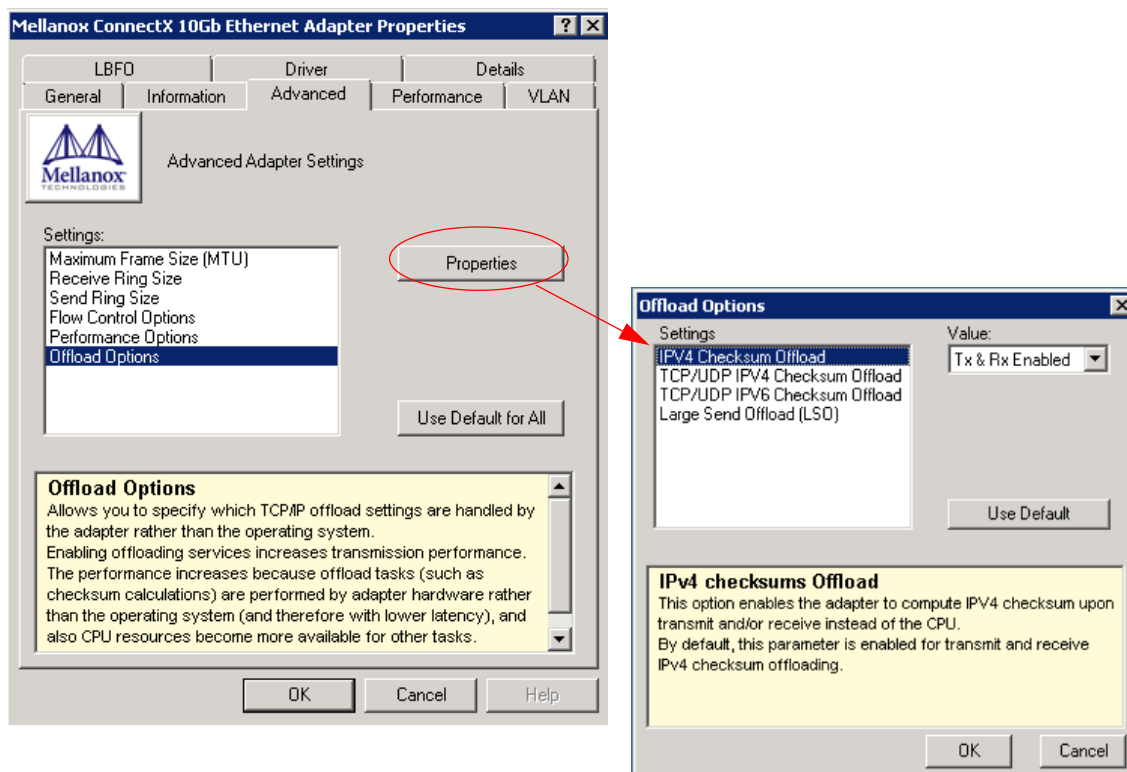 Mellanox ConnectX 10Gb Ethernet Adapter Properties
LBFO Driver Details
General Information Advanced Performance VLAN
Mellanox
TECHNOLOGIES
Advanced Adapter Settings
Settings:
Maximum Frame Size (MTU)
Receive Ring Size
Send Ring Size
Flow Control Options
Performance Options
Offload Options
Properties
Use Default for All
Offload Options
Allows you to specify which TCP/IP offload settings are handled by
the adapter rather than the operating system.
Enabling offloading services increases transmission performance.
The performance increases because offload tasks (such as
checksum calculations) are performed by adapter hardware rather
than the operating system (and therefore with lower latency), and
also CPU resources become more available for other tasks.
OK Cancel Help
Offload Options
Settings
IPV4 Checksum Offload
TCP/UDP IPV4 Checksum Offload
TCP/UDP IPV6 Checksum Offload
Large Send Offload (LSO)
Value:
Tx & Rx Enabled
Use Default
IPv4 checksums Offload
This option enables the adapter to compute IPV4 checksum upon
transmit and/or receive instead of the CPU.
By default, this parameter is enabled for transmit and receive
IPv4 checksum offloading.
OK Cancel